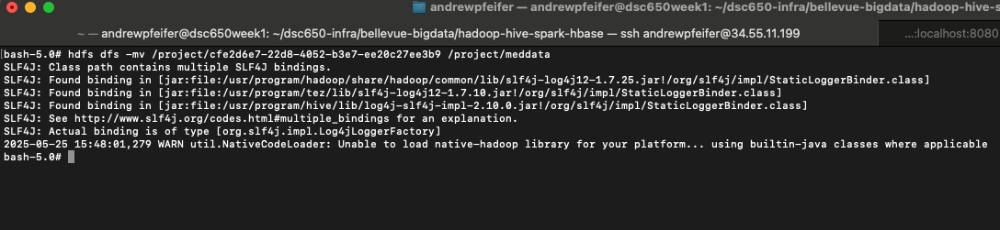 andrewpfeifer — andrewpfeifer@dsc650week1: ~/dsc650-infra/bellevue-bigdata/hadoop-hive-s
~ — andrewpfeifer@dsc650week1: ~/dsc650-infra/bellevue-bigdata/hadoop-hive-spark-hbase — ssh andrewpfeifer@34.55.11.199
...:localhost:8080
[bash-5.0# hdfs dfs -mv /project/cfe2d6e7-22d8-4052-b3e7-ee20c27ee3b9 /project/meddata
SLF4J: Class path contains multiple SLF4J bindings.
SLF4J: Found binding in [jar:file:/usr/program/hadoop/share/hadoop/common/lib/slf4j-log4j12-1.7.25.jar!/org/slf4j/impl/StaticLoggerBinder.class]
SLF4J: Found binding in [jar:file:/usr/program/tez/lib/slf4j-log4j12-1.7.10.jar!/org/slf4j/impl/StaticLoggerBinder.class]
SLF4J: Found binding in [jar:file:/usr/program/hive/lib/log4j-slf4j-impl-2.10.0.jar!/org/slf4j/impl/StaticLoggerBinder.class]
SLF4J: See http://www.slf4j.org/codes.html#multiple_bindings for an explanation.
SLF4J: Actual binding is of type [org.slf4j.impl.Log4jLoggerFactory]
2025-05-25 15:48:01,279 WARN util.NativeCodeLoader: Unable to load native-hadoop library for your platform... using builtin-java classes where applicable
bash-5.0#